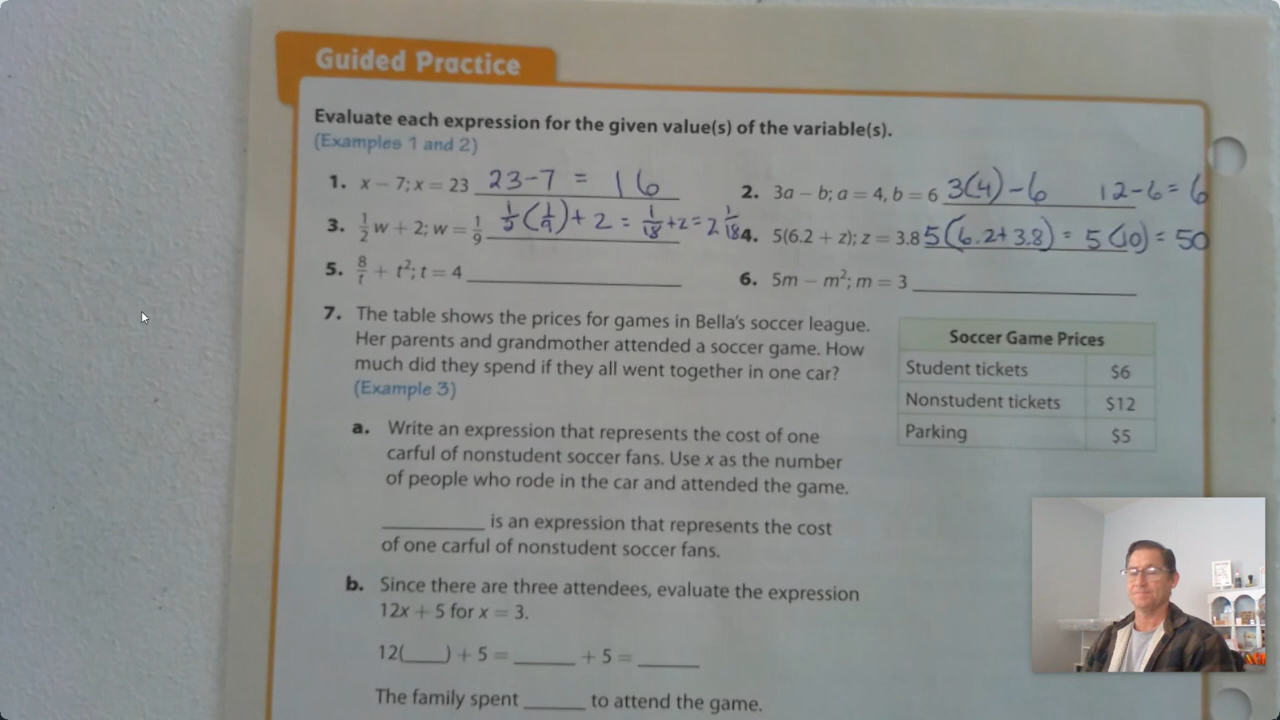 Guided Practice
Evaluate each expression for the given value(s) of the variable(s).
(Examples 1 and 2)
1. x − 7; x = 23 23-7 = 16
2. 3a − b; a = 4, b = 6 3(4)-6 12-6 = 6
3. 1/2 w + 2; w = 1/9 1/2(1/9)+2 = 1/18+2=2 1/18
4. 5(6.2 + z); z = 3.8 5(6.2+3.8) = 5(10) = 50
5. 8/t + t²; t = 4
6. 5m − m²; m = 3
7. The table shows the prices for games in Bella's soccer league.
Her parents and grandmother attended a soccer game. How
much did they spend if they all went together in one car?
(Example 3)
Soccer Game Prices
Student tickets $6
Nonstudent tickets $12
Parking $5
a. Write an expression that represents the cost of one
carful of nonstudent soccer fans. Use x as the number
of people who rode in the car and attended the game.
is an expression that represents the cost
of one carful of nonstudent soccer fans.
b. Since there are three attendees, evaluate the expression
12x + 5 for x = 3.
12(____) + 5 = ______ + 5 = ______
The family spent ______ to attend the game.